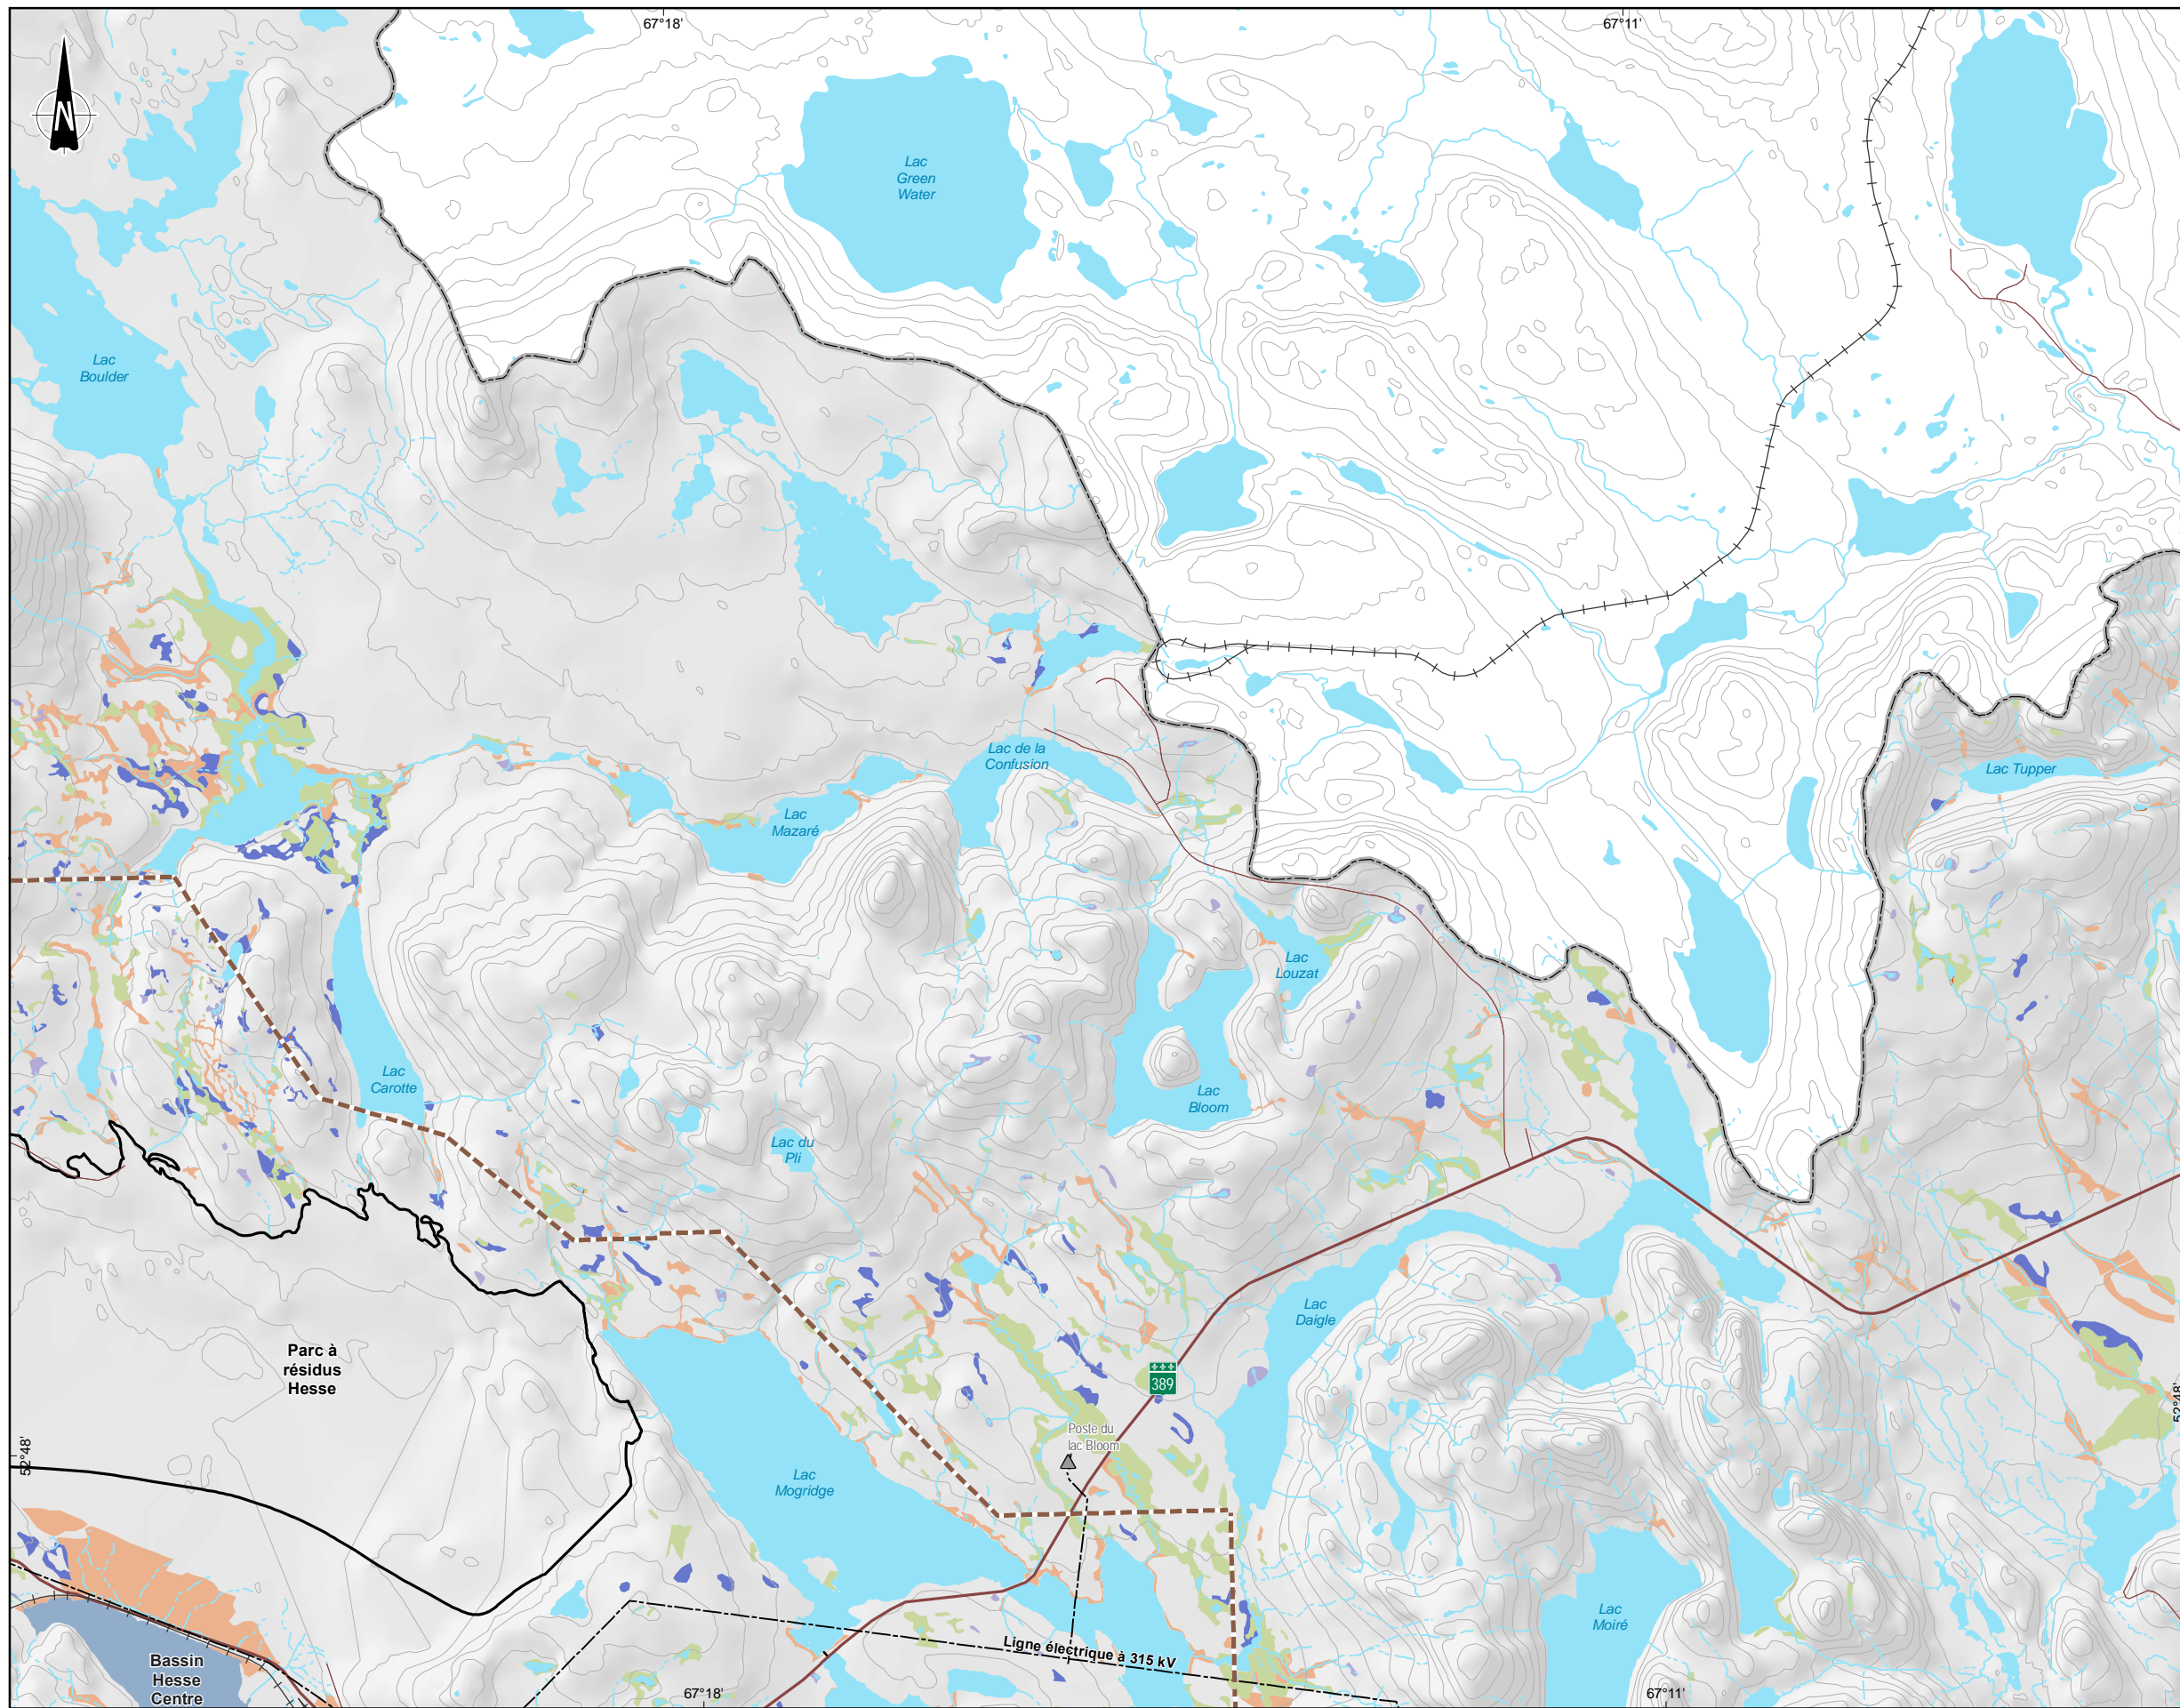 67°18'
67°11'
N
Lac
Green
Water
Lac
Boulder
Lac de la
Confusion
Lac Tupper
Lac
Mazaré
Lac
Louzat
Lac
Carotte
Lac
Bloom
Lac du
Pli
Lac
Daigle
Parc à
résidus
Hesse
389
52°48'
Poste du
lac Bloom
52°48'
Lac
Mogridge
Lac
Moiré
Ligne électrique à 315 kV
Bassin
Hesse
Centre
67°18'
67°11'